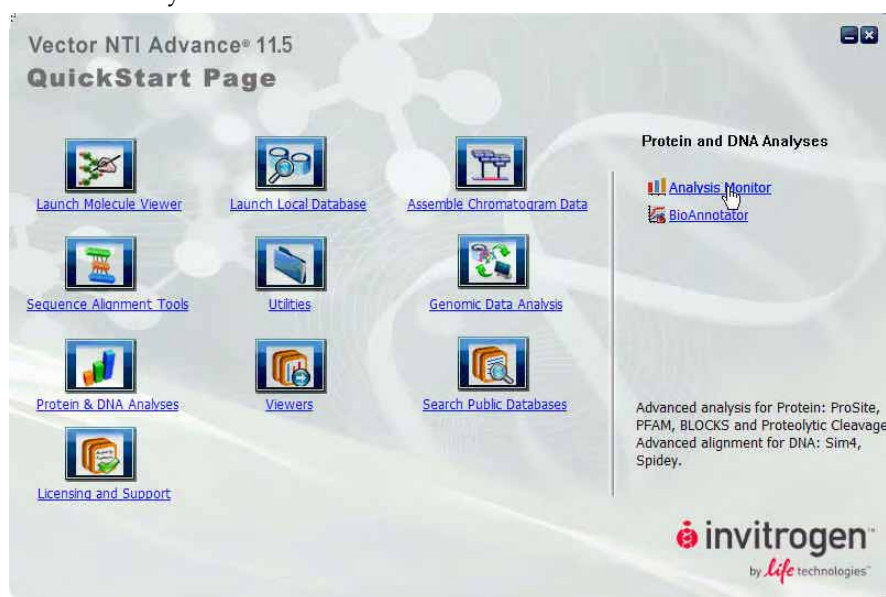 Vector NTI Advance® 11.5
QuickStart Page
Launch Molecule Viewer
Launch Local Database
Assemble Chromatogram Data
Sequence Alignment Tools
Utilities
Genomic Data Analysis
Protein & DNA Analyses
Viewers
Search Public Databases
Licensing and Support
Protein and DNA Analyses
Analysis Monitor
BioAnnotator
Advanced analysis for Protein: ProSite,
PFAM, BLOCKS and Proteolytic Cleavage
Advanced alignment for DNA: Sim4,
Spidey.
invitrogen™
by life technologies™